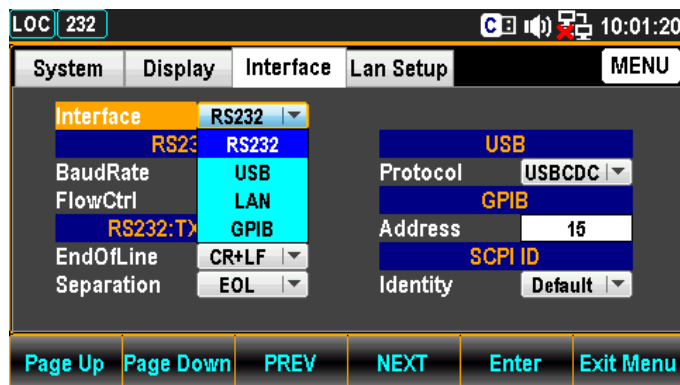 LOC 232 C 10:01:20
System Display Interface Lan Setup MENU
Interface RS232
RS232 USB
BaudRate USB Protocol USBCDC
FlowCtrl LAN GPIB
RS232:TX GPIB Address 15
EndOfLine CR+LF SCPI ID
Separation EOL Identity Default
Page Up Page Down PREV NEXT Enter Exit Menu